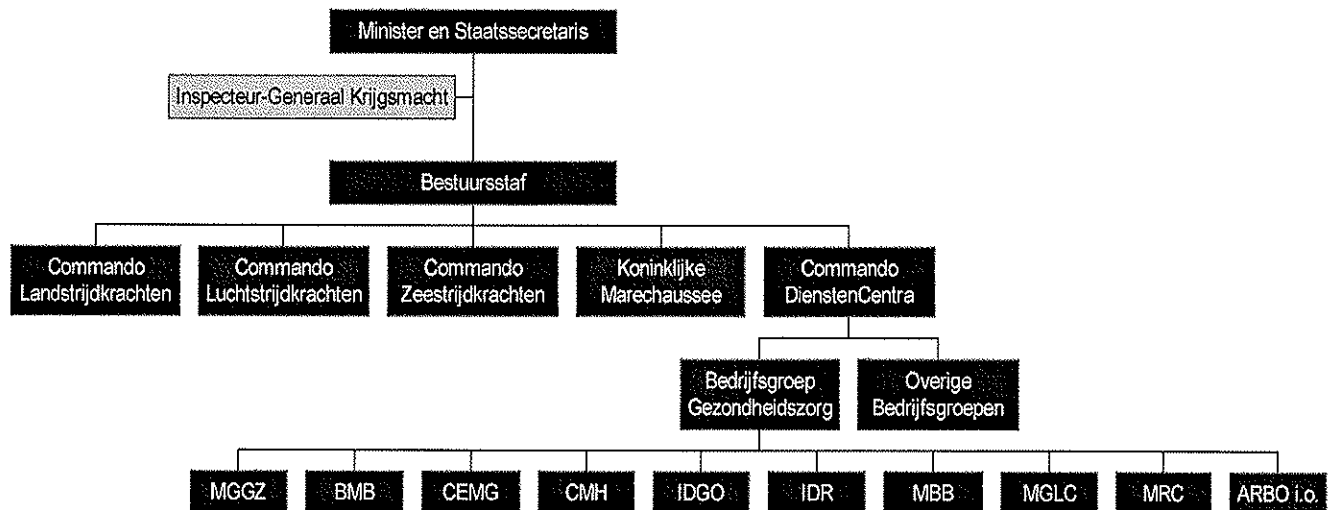 Minister en Staatssecretaris
Inspecteur-Generaal Krijgsmacht
Bestuursstaf
Commando
Landstrijdkrachten
Commando
Luchtstrijdkrachten
Commando
Zeestrijdkrachten
Koninklijke
Marechaussee
Commando
DienstenCentra
Bedrijfsgroep
Gezondheidszorg
Overige
Bedrijfsgroepen
MGGZ
BMB
CEMG
CMH
IDGO
IDR
MBB
MGLC
MRC
ARBO i.o.